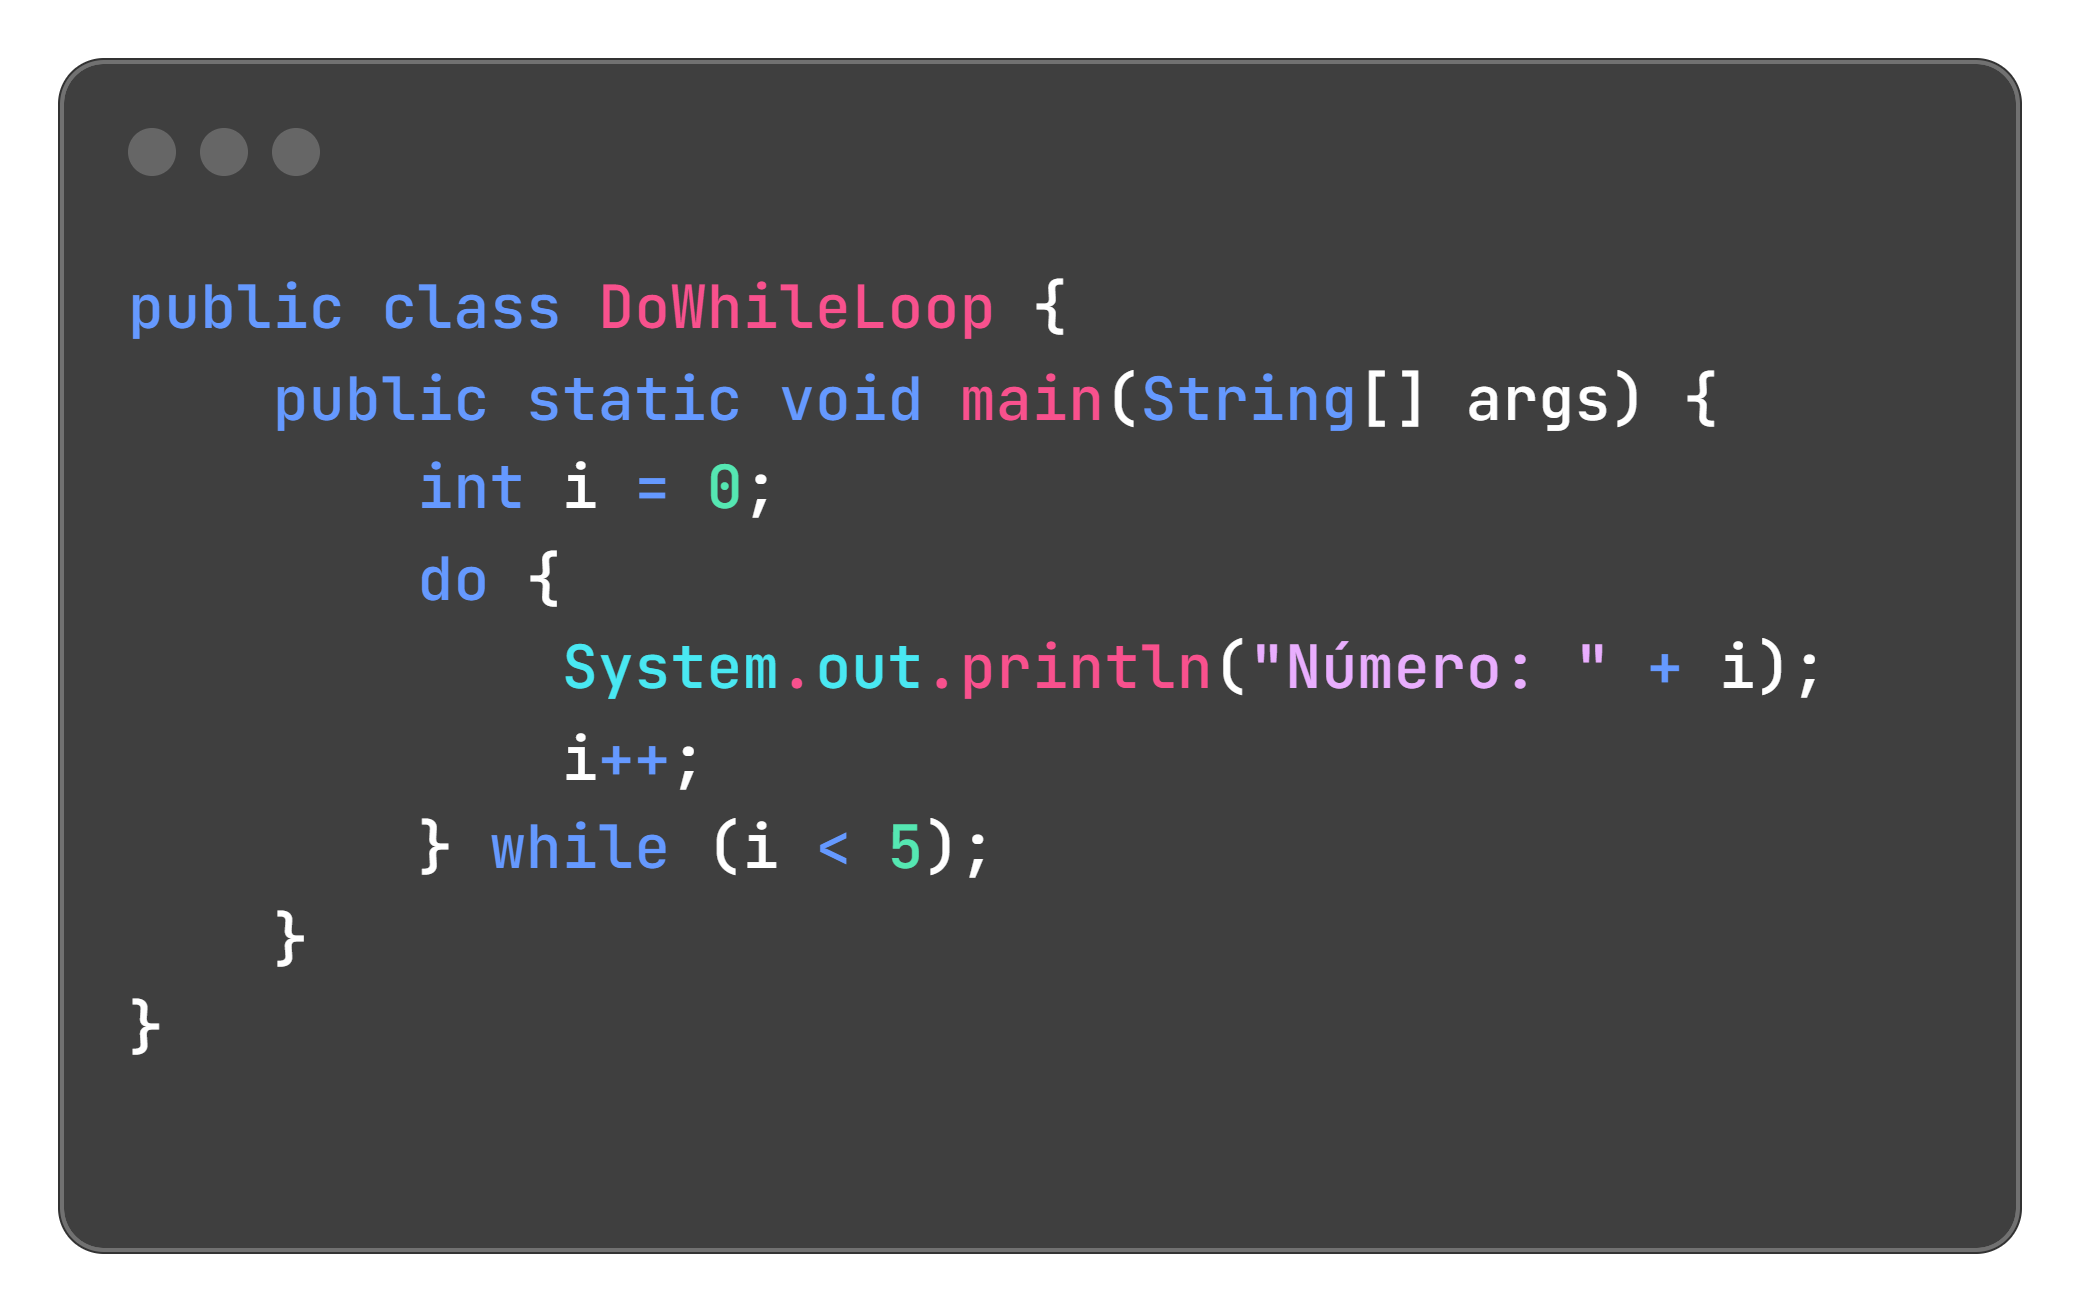 public class DoWhileLoop {
    public static void main(String[] args) {
        int i = 0;
        do {
            System.out.println("Número: " + i);
            i++;
        } while (i < 5);
    }
}